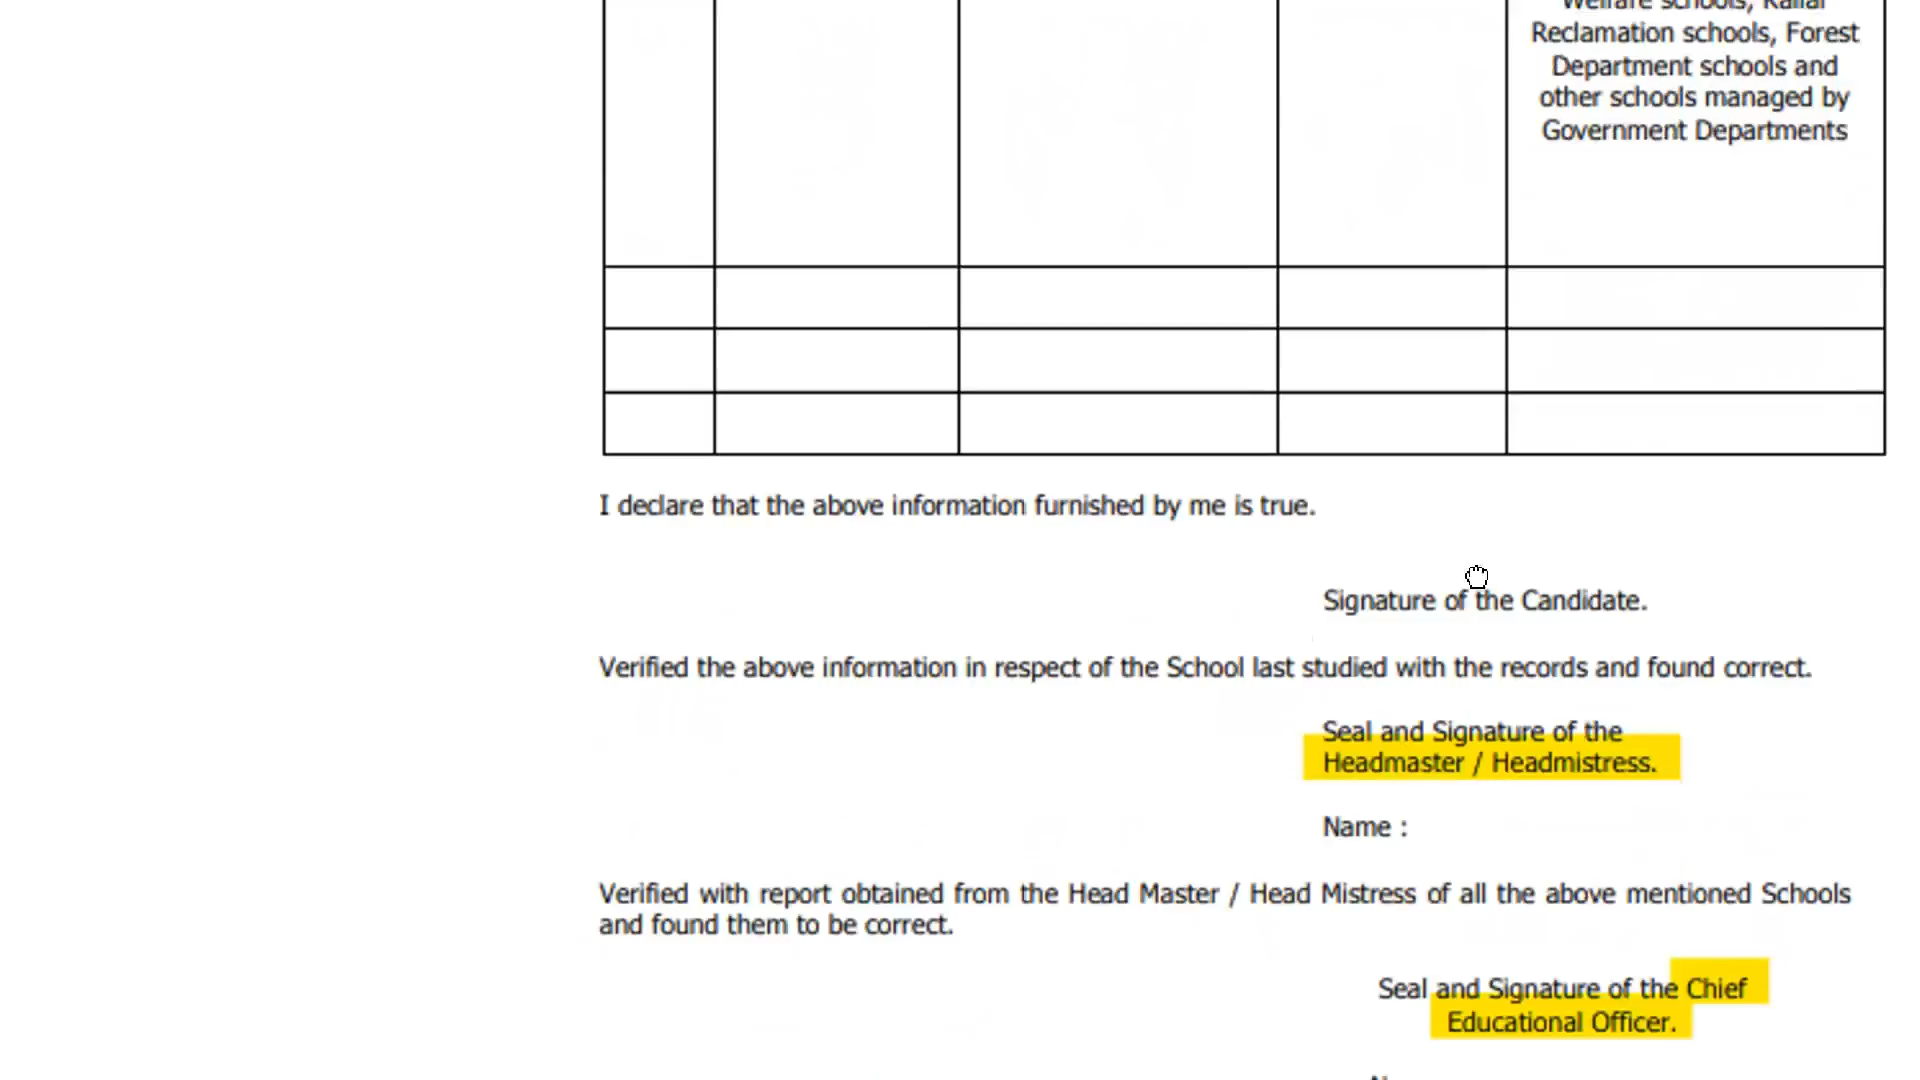 Welfare schools, Kallar
Reclamation schools, Forest
Department schools and
other schools managed by
Government Departments
I declare that the above information furnished by me is true.
Signature of the Candidate.
Verified the above information in respect of the School last studied with the records and found correct.
Seal and Signature of the
Headmaster / Headmistress.
Name :
Verified with report obtained from the Head Master / Head Mistress of all the above mentioned Schools
and found them to be correct.
Seal and Signature of the Chief
Educational Officer.